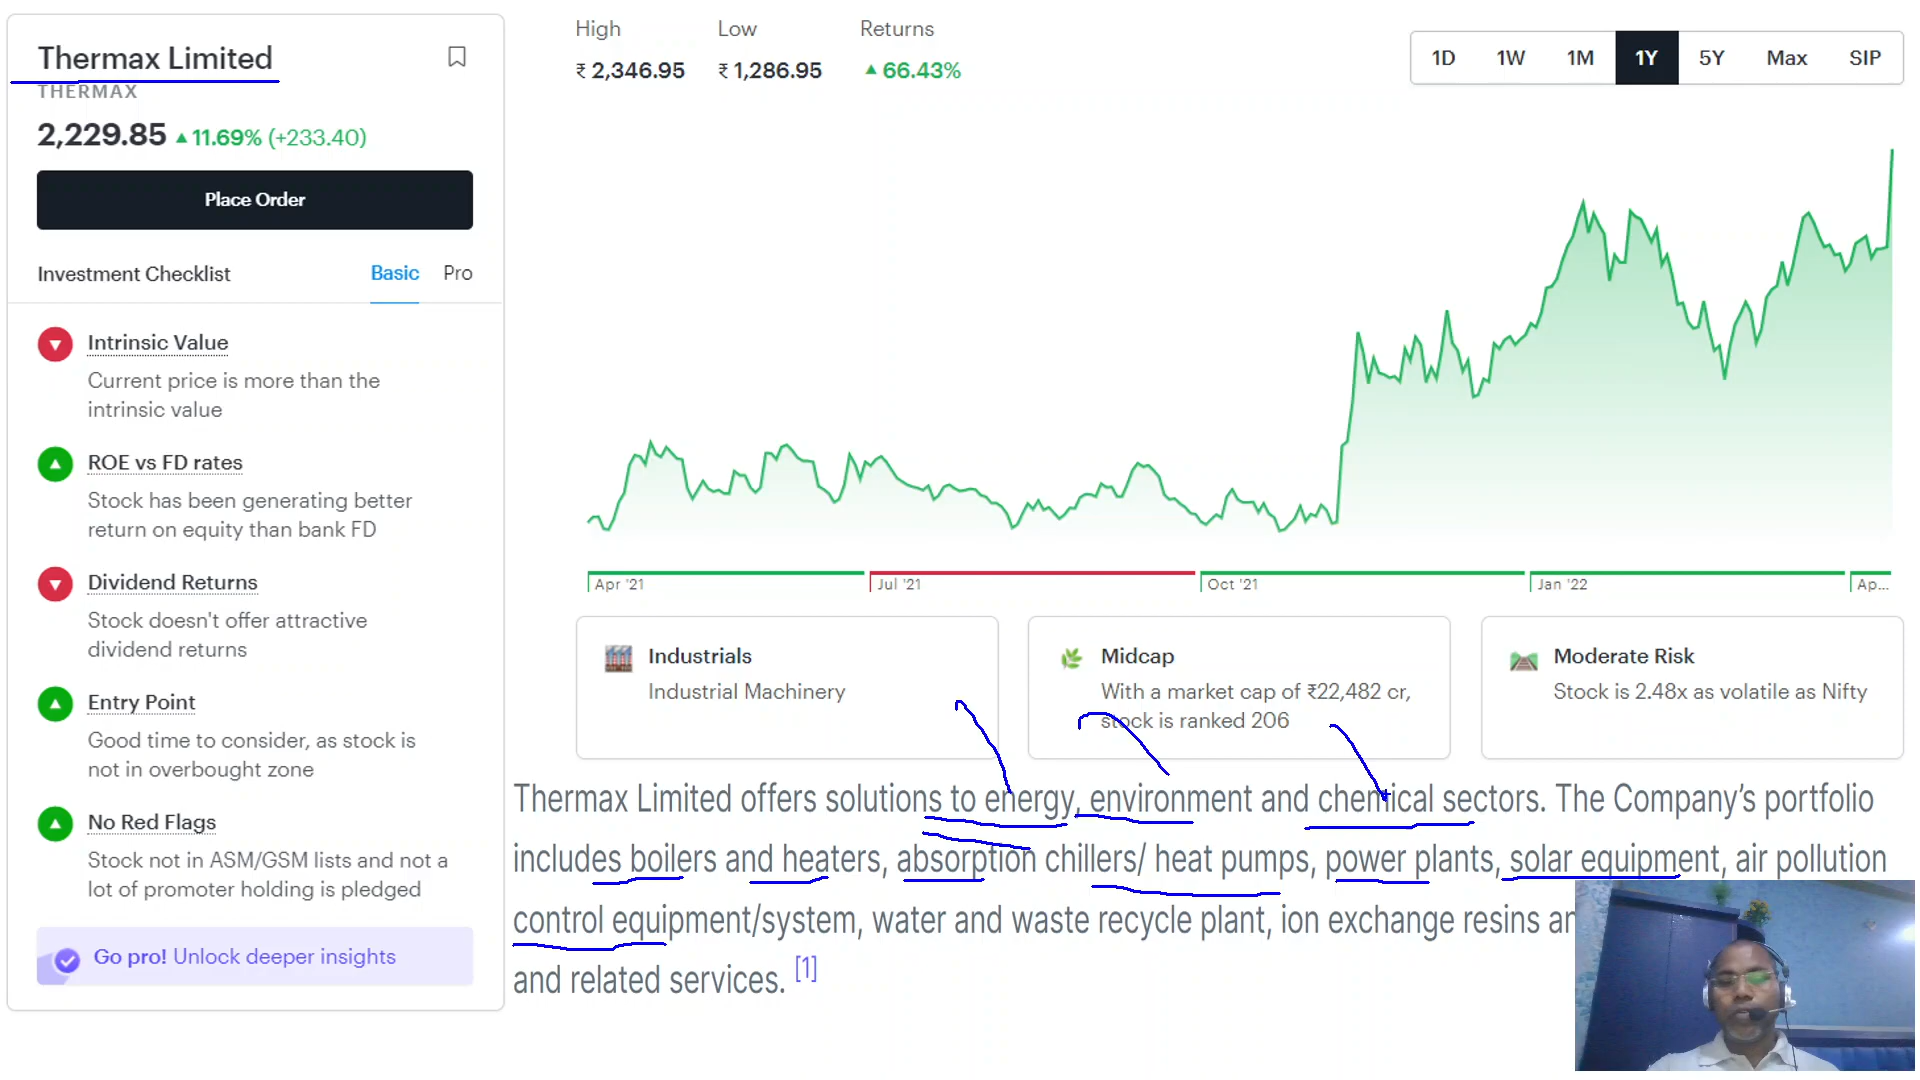 Thermax Limited
THERMAX
2,229.85 ▲ 11.69% (+233.40)
Place Order
Investment Checklist Basic Pro
Intrinsic Value
Current price is more than the
intrinsic value
ROE vs FD rates
Stock has been generating better
return on equity than bank FD
Dividend Returns
Stock doesn't offer attractive
dividend returns
Entry Point
Good time to consider, as stock is
not in overbought zone
No Red Flags
Stock not in ASM/GSM lists and not a
lot of promoter holding is pledged
Go pro! Unlock deeper insights
High Low Returns
₹ 2,346.95 ₹ 1,286.95 ▲ 66.43%
1D 1W 1M 1Y 5Y Max SIP
Apr '21 Jul '21 Oct '21 Jan '22 Ap...
Industrials
Industrial Machinery
Midcap
With a market cap of ₹22,482 cr,
stock is ranked 206
Moderate Risk
Stock is 2.48x as volatile as Nifty
Thermax Limited offers solutions to energy, environment and chemical sectors. The Company's portfolio
includes boilers and heaters, absorption chillers/ heat pumps, power plants, solar equipment, air pollution
control equipment/system, water and waste recycle plant, ion exchange resins
and related services. [1]